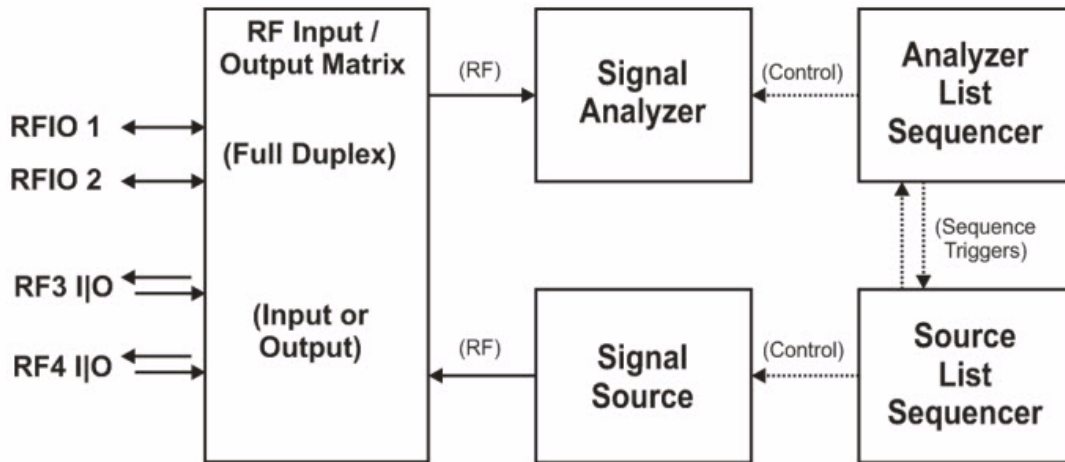 RF Input /
Output Matrix
(Full Duplex)
(Input or
Output)
RFIO 1
RFIO 2
RF3 I|O
RF4 I|O
(RF)
Signal
Analyzer
(Control)
Analyzer
List
Sequencer
(Sequence
Triggers)
(RF)
Signal
Source
(Control)
Source
List
Sequencer